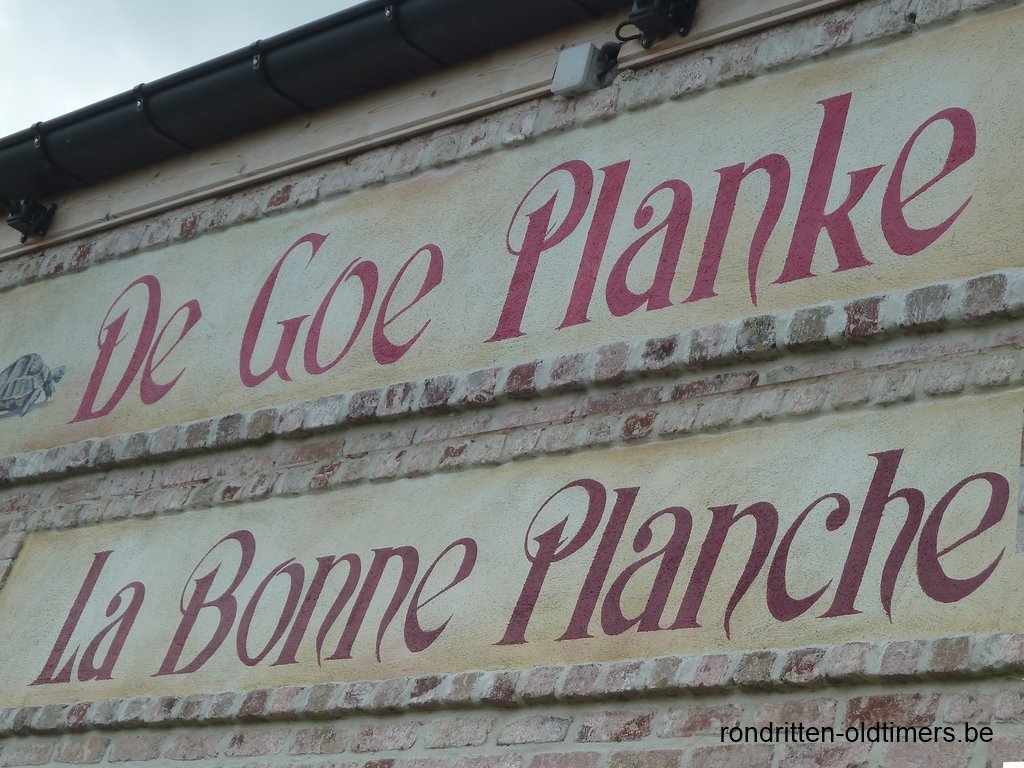 De Goe Planke
La Bonne Planche
rondritten-oldtimers.be